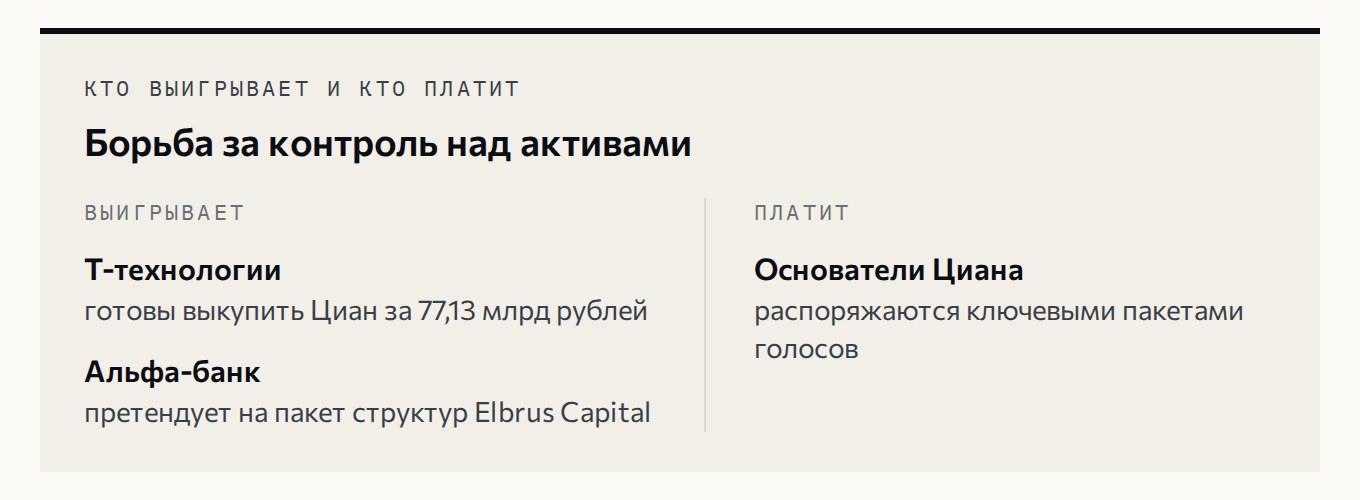 КТО ВЫИГРЫВАЕТ И КТО ПЛАТИТ
Борьба за контроль над активами
ВЫИГРЫВАЕТ
Т-технологии
готовы выкупить Циан за 77,13 млрд рублей
Альфа-банк
претендует на пакет структур Elbrus Capital
ПЛАТИТ
Основатели Циана
распоряжаются ключевыми пакетами
голосов